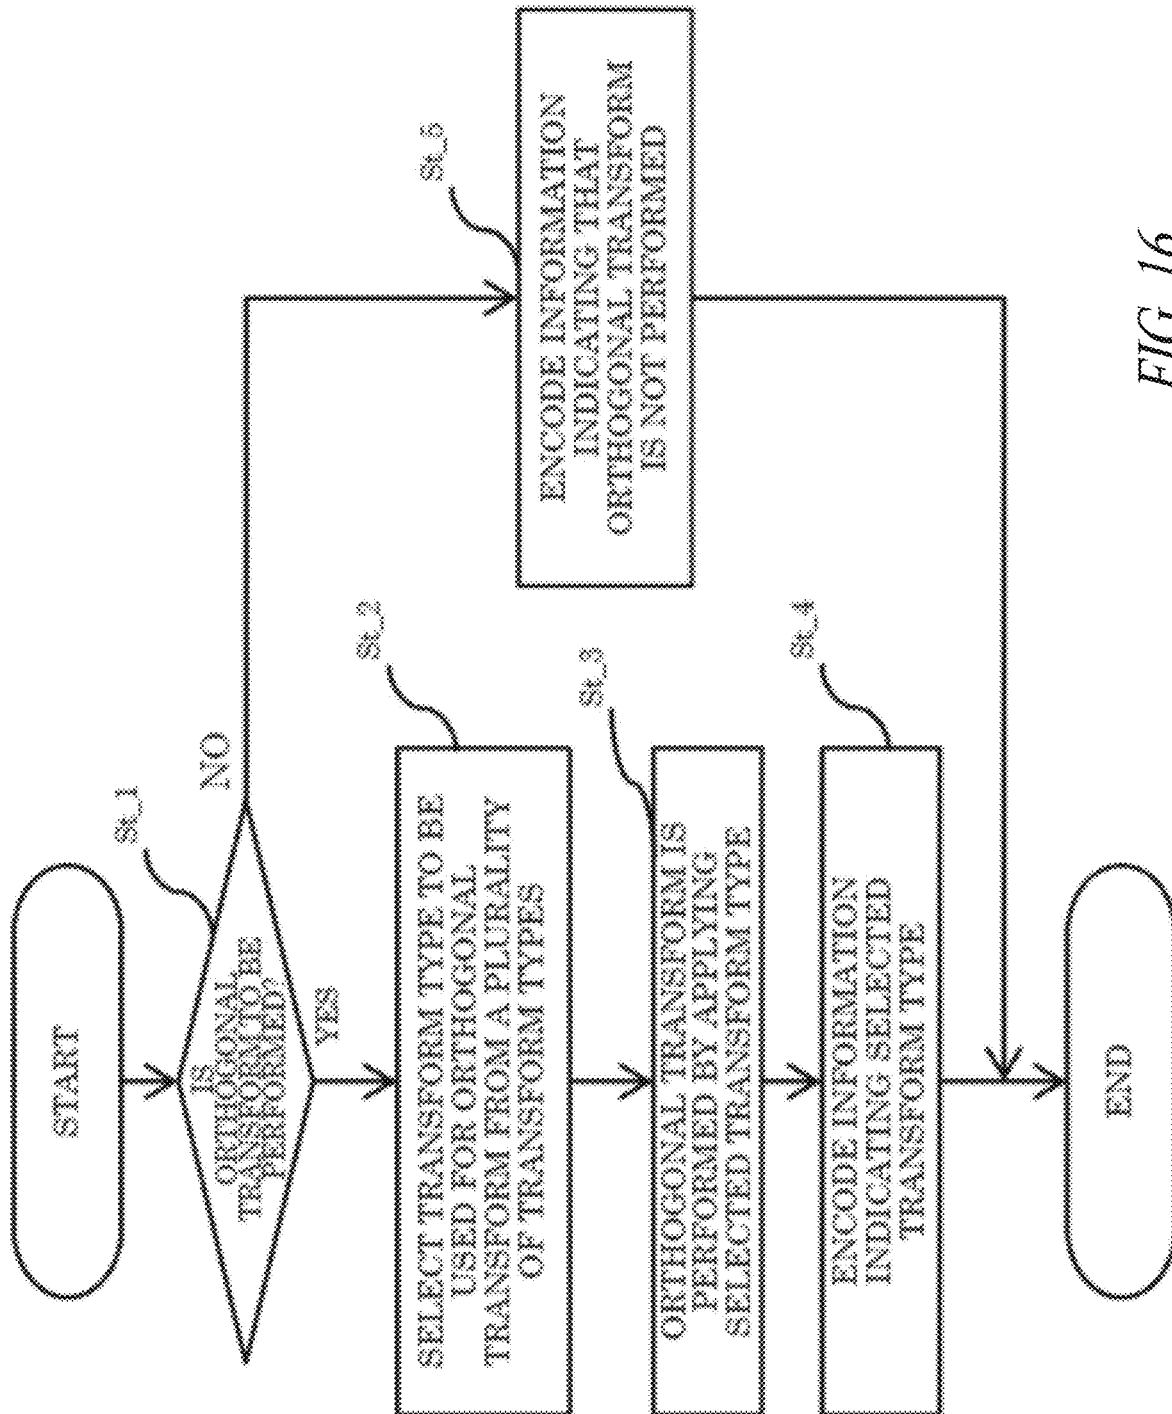 START
St_1
IS
ORTHOGONAL
TRANSFORM TO BE
PERFORMED?
NO
YES
St_2
SELECT TRANSFORM TYPE TO BE
USED FOR ORTHOGONAL
TRANSFORM FROM A PLURALITY
OF TRANSFORM TYPES
St_3
ORTHOGONAL TRANSFORM IS
PERFORMED BY APPLYING
SELECTED TRANSFORM TYPE
St_4
ENCODE INFORMATION
INDICATING SELECTED
TRANSFORM TYPE
St_5
ENCODE INFORMATION
INDICATING THAT
ORTHOGONAL TRANSFORM
IS NOT PERFORMED
END
FIG. 16